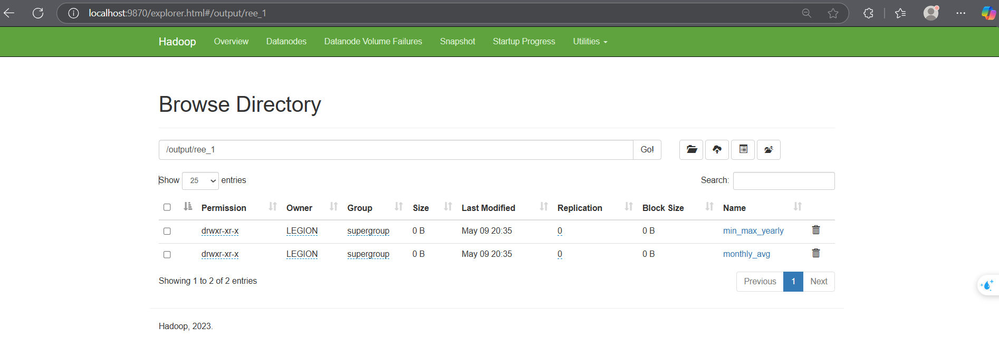 localhost:9870/explorer.html#/output/ree_1
Hadoop Overview Datanodes Datanode Volume Failures Snapshot Startup Progress Utilities
Browse Directory
/output/ree_1 Go!
Show 25 entries Search:
Permission Owner Group Size Last Modified Replication Block Size Name
drwxr-xr-x LEGION supergroup 0 B May 09 20:35 0 0 B min_max_yearly
drwxr-xr-x LEGION supergroup 0 B May 09 20:35 0 0 B monthly_avg
Showing 1 to 2 of 2 entries Previous 1 Next
Hadoop, 2023.